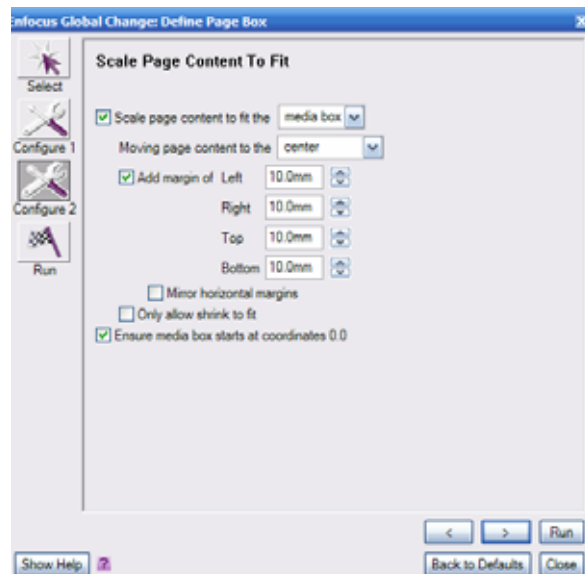 Enfocus Global Change: Define Page Box
Select
Configure 1
Configure 2
Run
Scale Page Content To Fit
Scale page content to fit the media box
Moving page content to the center
Add margin of Left 10.0mm
Right 10.0mm
Top 10.0mm
Bottom 10.0mm
Mirror horizontal margins
Only allow shrink to fit
Ensure media box starts at coordinates 0.0
< > Run
Show Help ? Back to Defaults Close